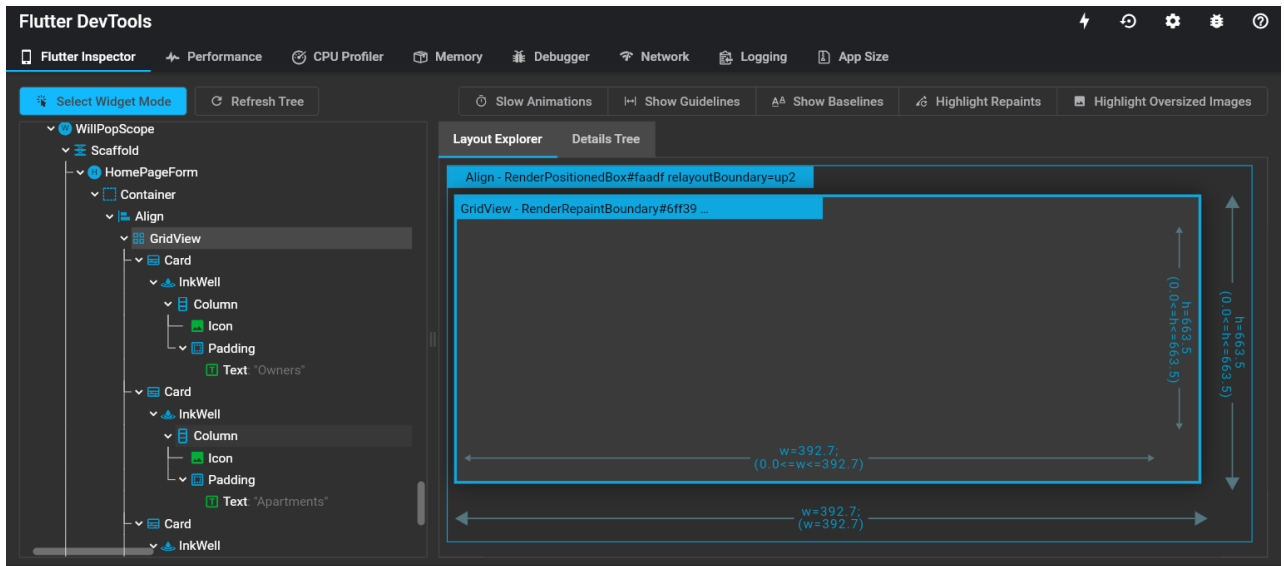 Flutter DevTools
Flutter Inspector Performance CPU Profiler Memory Debugger Network Logging App Size
Select Widget Mode Refresh Tree Slow Animations Show Guidelines Show Baselines Highlight Repaints Highlight Oversized Images
WillPopScope
Scaffold
HomePageForm
Container
Align
GridView
Card
InkWell
Column
Icon
Padding
Text: "Owners"
Card
InkWell
Column
Icon
Padding
Text: "Apartments"
Card
InkWell
Layout Explorer Details Tree
Align - RenderPositionedBox#faadf relayoutBoundary=up2
GridView - RenderRepaintBoundary#6ff39 ...
h=663.5
(0.0<=h<=663.5)
h=663.5
(0.0<=h<=663.5)
w=392.7;
(0.0<=w<=392.7)
w=392.7;
(w=392.7)